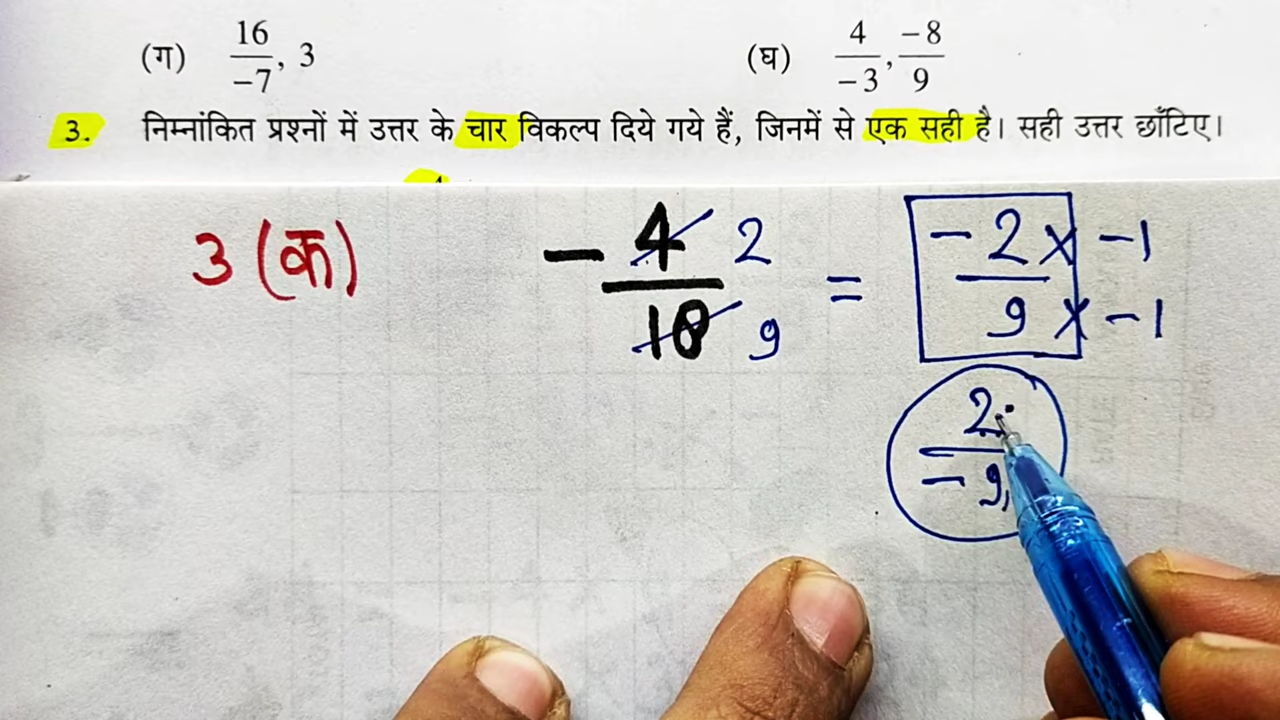 (ग) 16/-7, 3 (घ) 4/-3, -8/9
3. निम्नांकित प्रश्नों में उत्तर के चार विकल्प दिये गये हैं, जिनमें से एक सही है। सही उत्तर छाँटिए।
3 (क) - 4/18 2/9 = -2/9 × -1/-1
2/-9